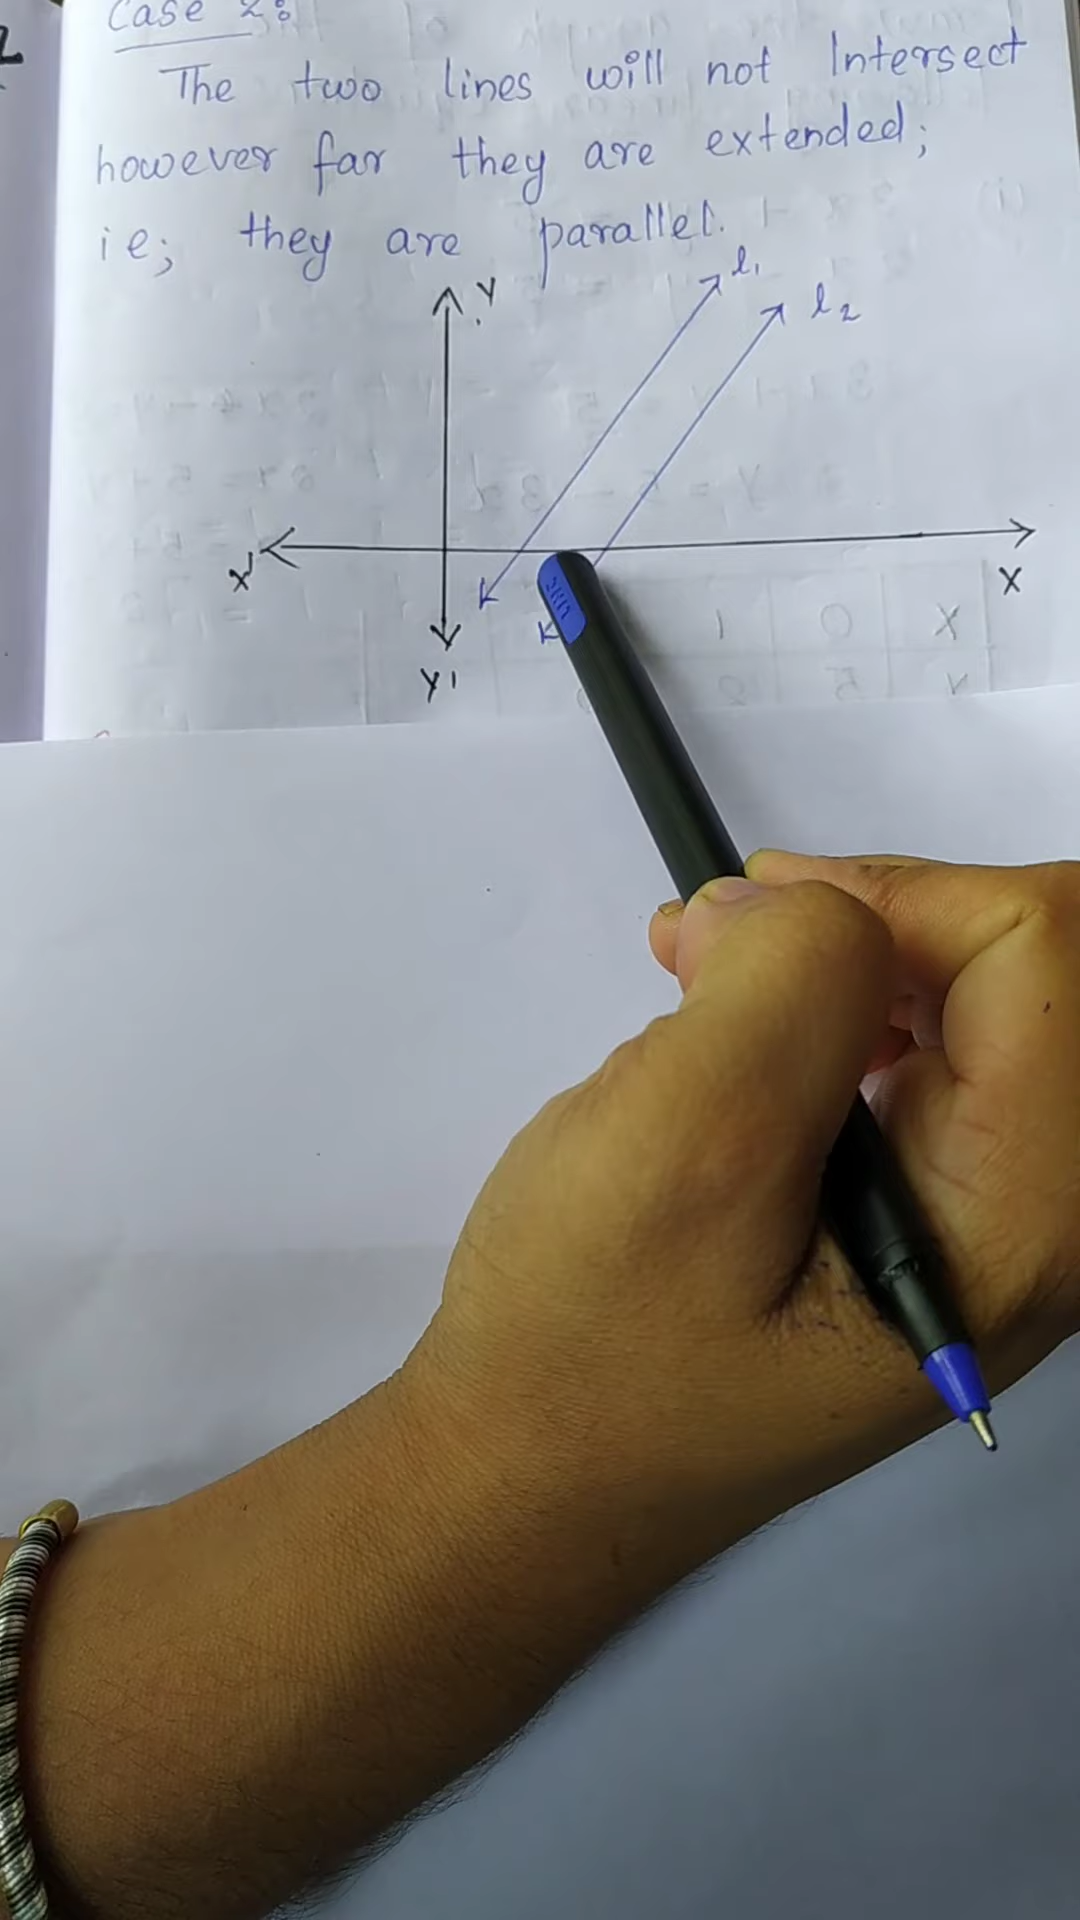 Case 2:
The two lines will not Intersect
however far they are extended;
ie; they are parallel.
l1
Y
l2
X'
X
Y'